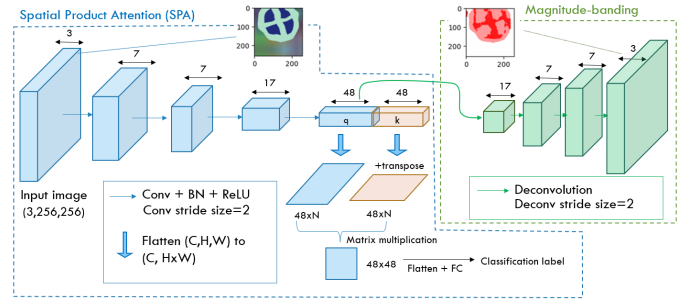 Spatial Product Attention (SPA)
Magnitude-banding
0
100
200
0
200
0
100
200
0
200
3
7
7
17
48
48
q
k
17
7
7
3
+transpose
Input image
(3,256,256)
Conv + BN + ReLU
Conv stride size=2
Flatten (C,H,W) to
(C, HxW)
48xN
48xN
Matrix multiplication
48x48
Flatten + FC
Classification label
Deconvolution
Deconv stride size=2